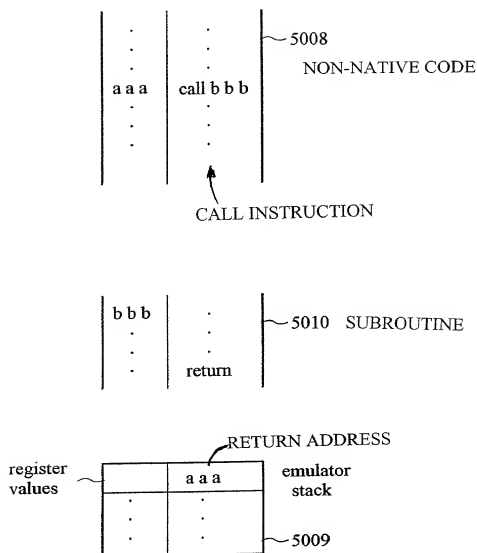 5008
NON-NATIVE CODE
a a a call b b b
CALL INSTRUCTION
b b b
5010 SUBROUTINE
return
RETURN ADDRESS
register values
a a a
emulator stack
5009